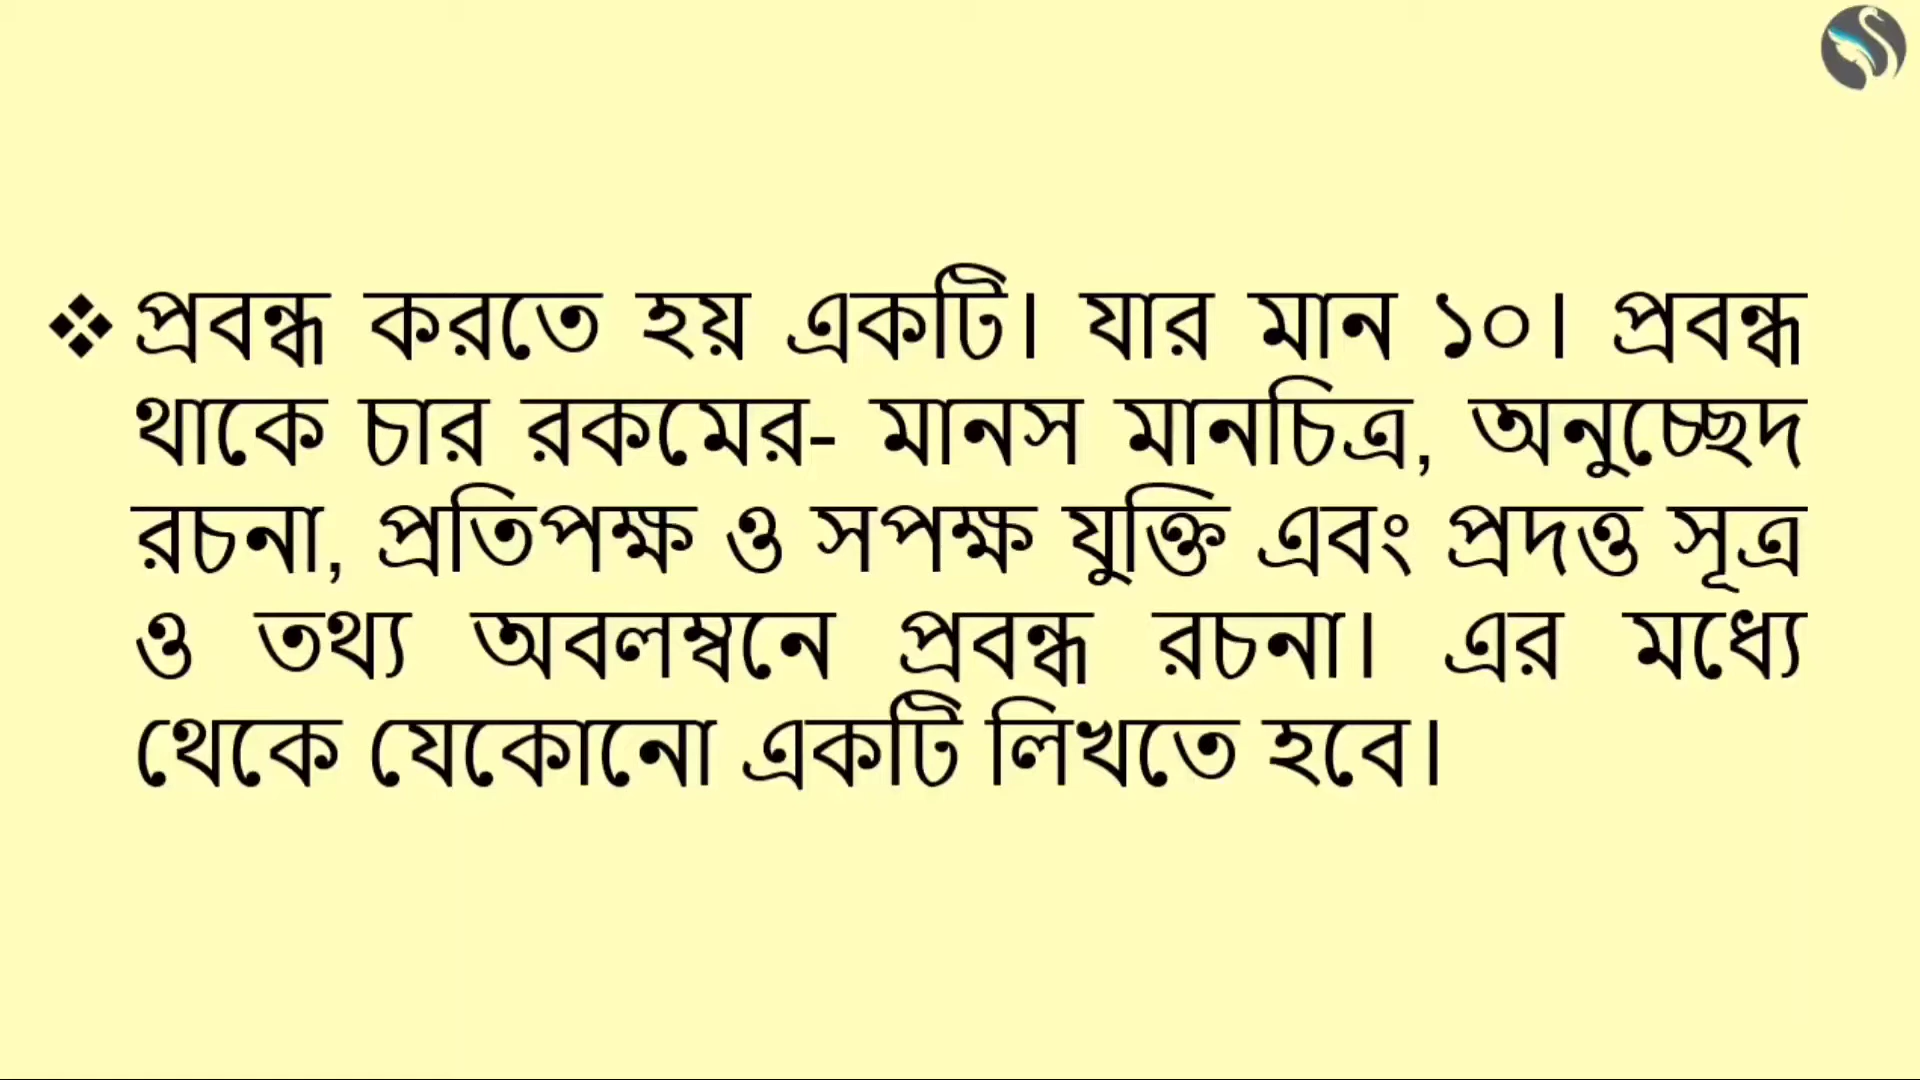 ❖ প্রবন্ধ করতে হয় একটি। যার মান ১০। প্রবন্ধ
থাকে চার রকমের- মানস মানচিত্র, অনুচ্ছেদ
রচনা, প্রতিপক্ষ ও সপক্ষ যুক্তি এবং প্রদত্ত সূত্র
ও তথ্য অবলম্বনে প্রবন্ধ রচনা। এর মধ্যে
থেকে যেকোনো একটি লিখতে হবে।